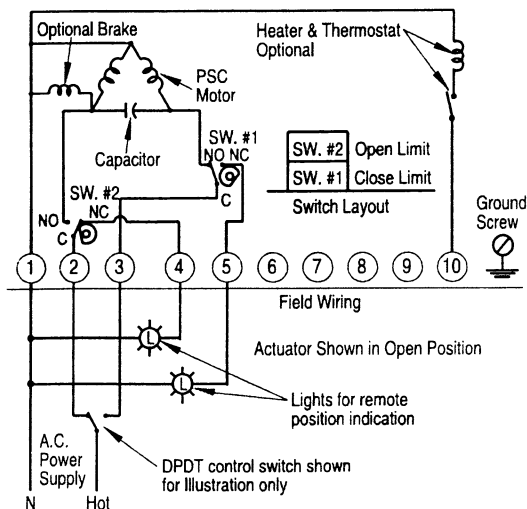 Optional Brake
PSC
Motor
Heater & Thermostat
Optional
Capacitor
SW. #1
NO NC
C
SW. #2
NO
NC
C
SW. #2 Open Limit
SW. #1 Close Limit
Switch Layout
Ground
Screw
1 2 3 4 5 6 7 8 9 10
Field Wiring
L
Actuator Shown in Open Position
L
Lights for remote
position indication
A.C.
Power
Supply
DPDT control switch shown
for Illustration only
N Hot